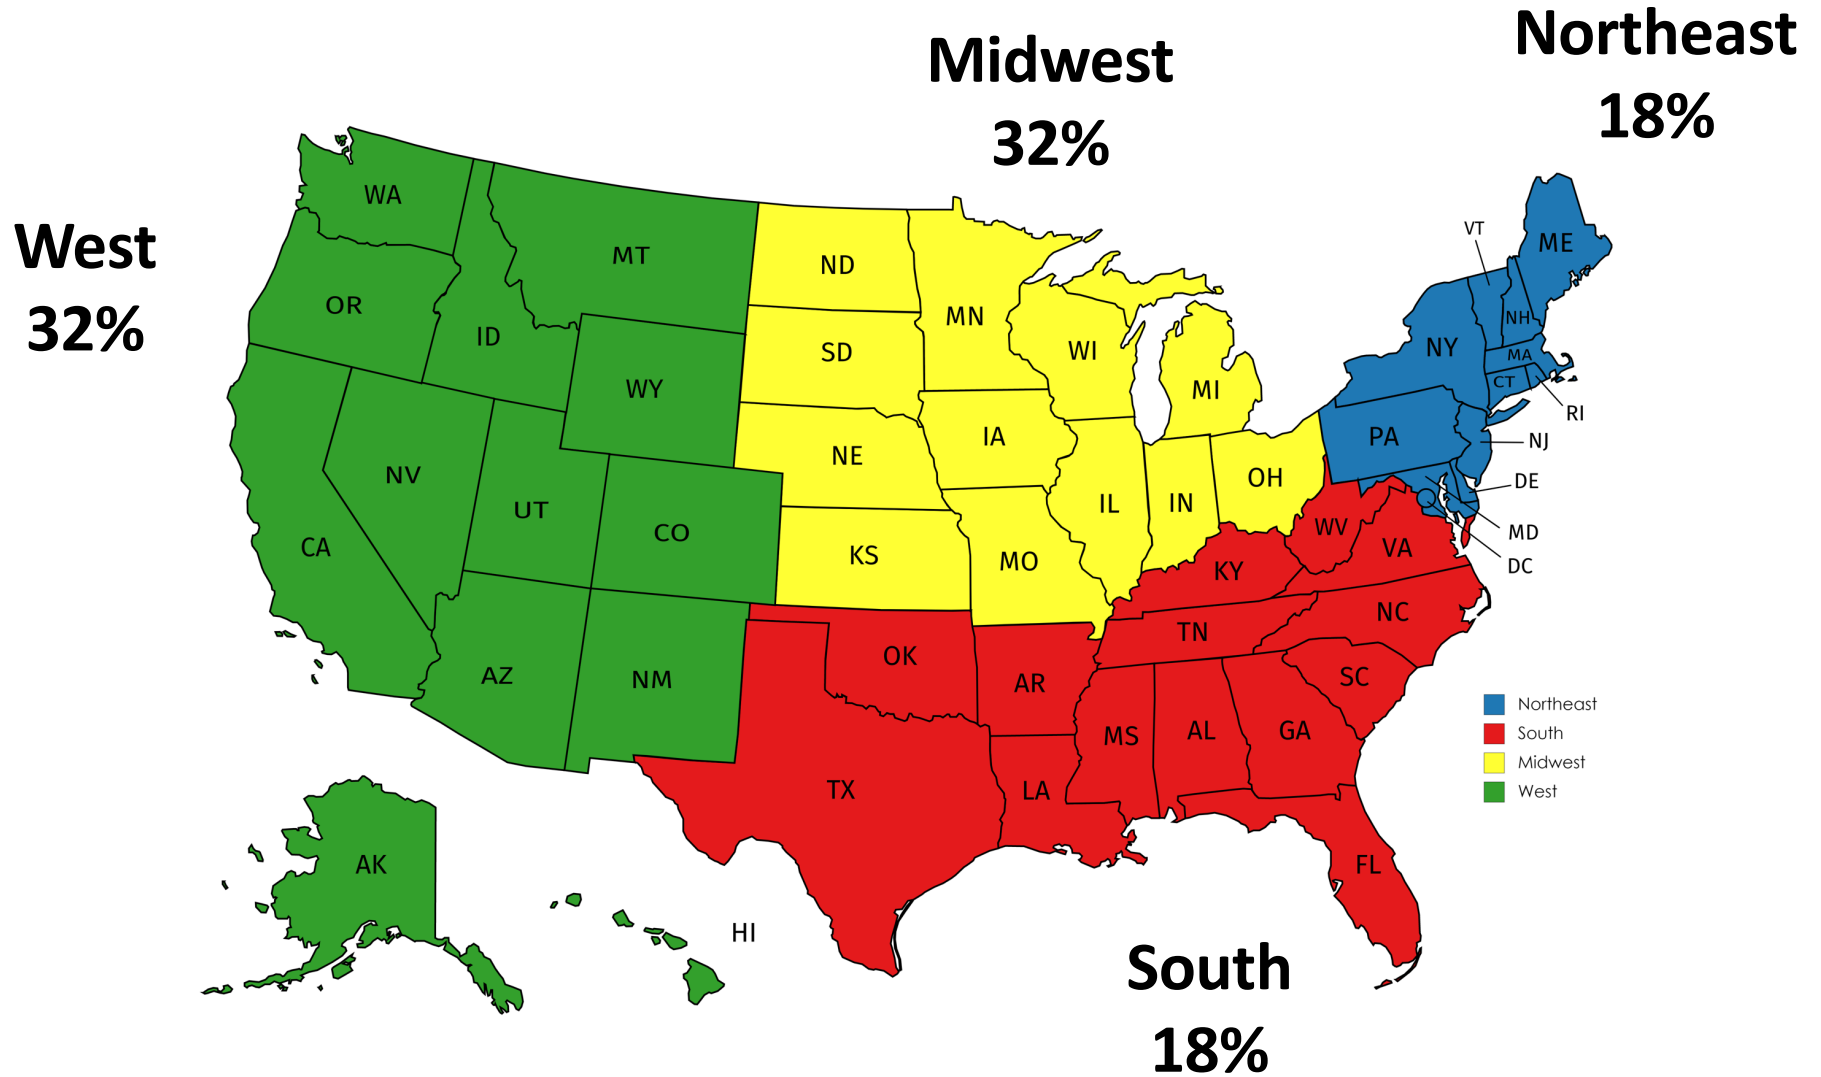 Northeast
18%
Midwest
32%
West
32%
WA
MT
ND
MN
VT
ME
OR
ID
SD
WI
NY
NH
MA
CT
RI
WY
MI
NE
IA
PA
NJ
NV
UT
CO
IL
IN
OH
DE
MD
DC
CA
KS
MO
WV
VA
KY
AZ
NM
OK
AR
TN
NC
SC
MS
AL
GA
TX
LA
FL
AK
HI
Northeast
South
Midwest
West
South
18%